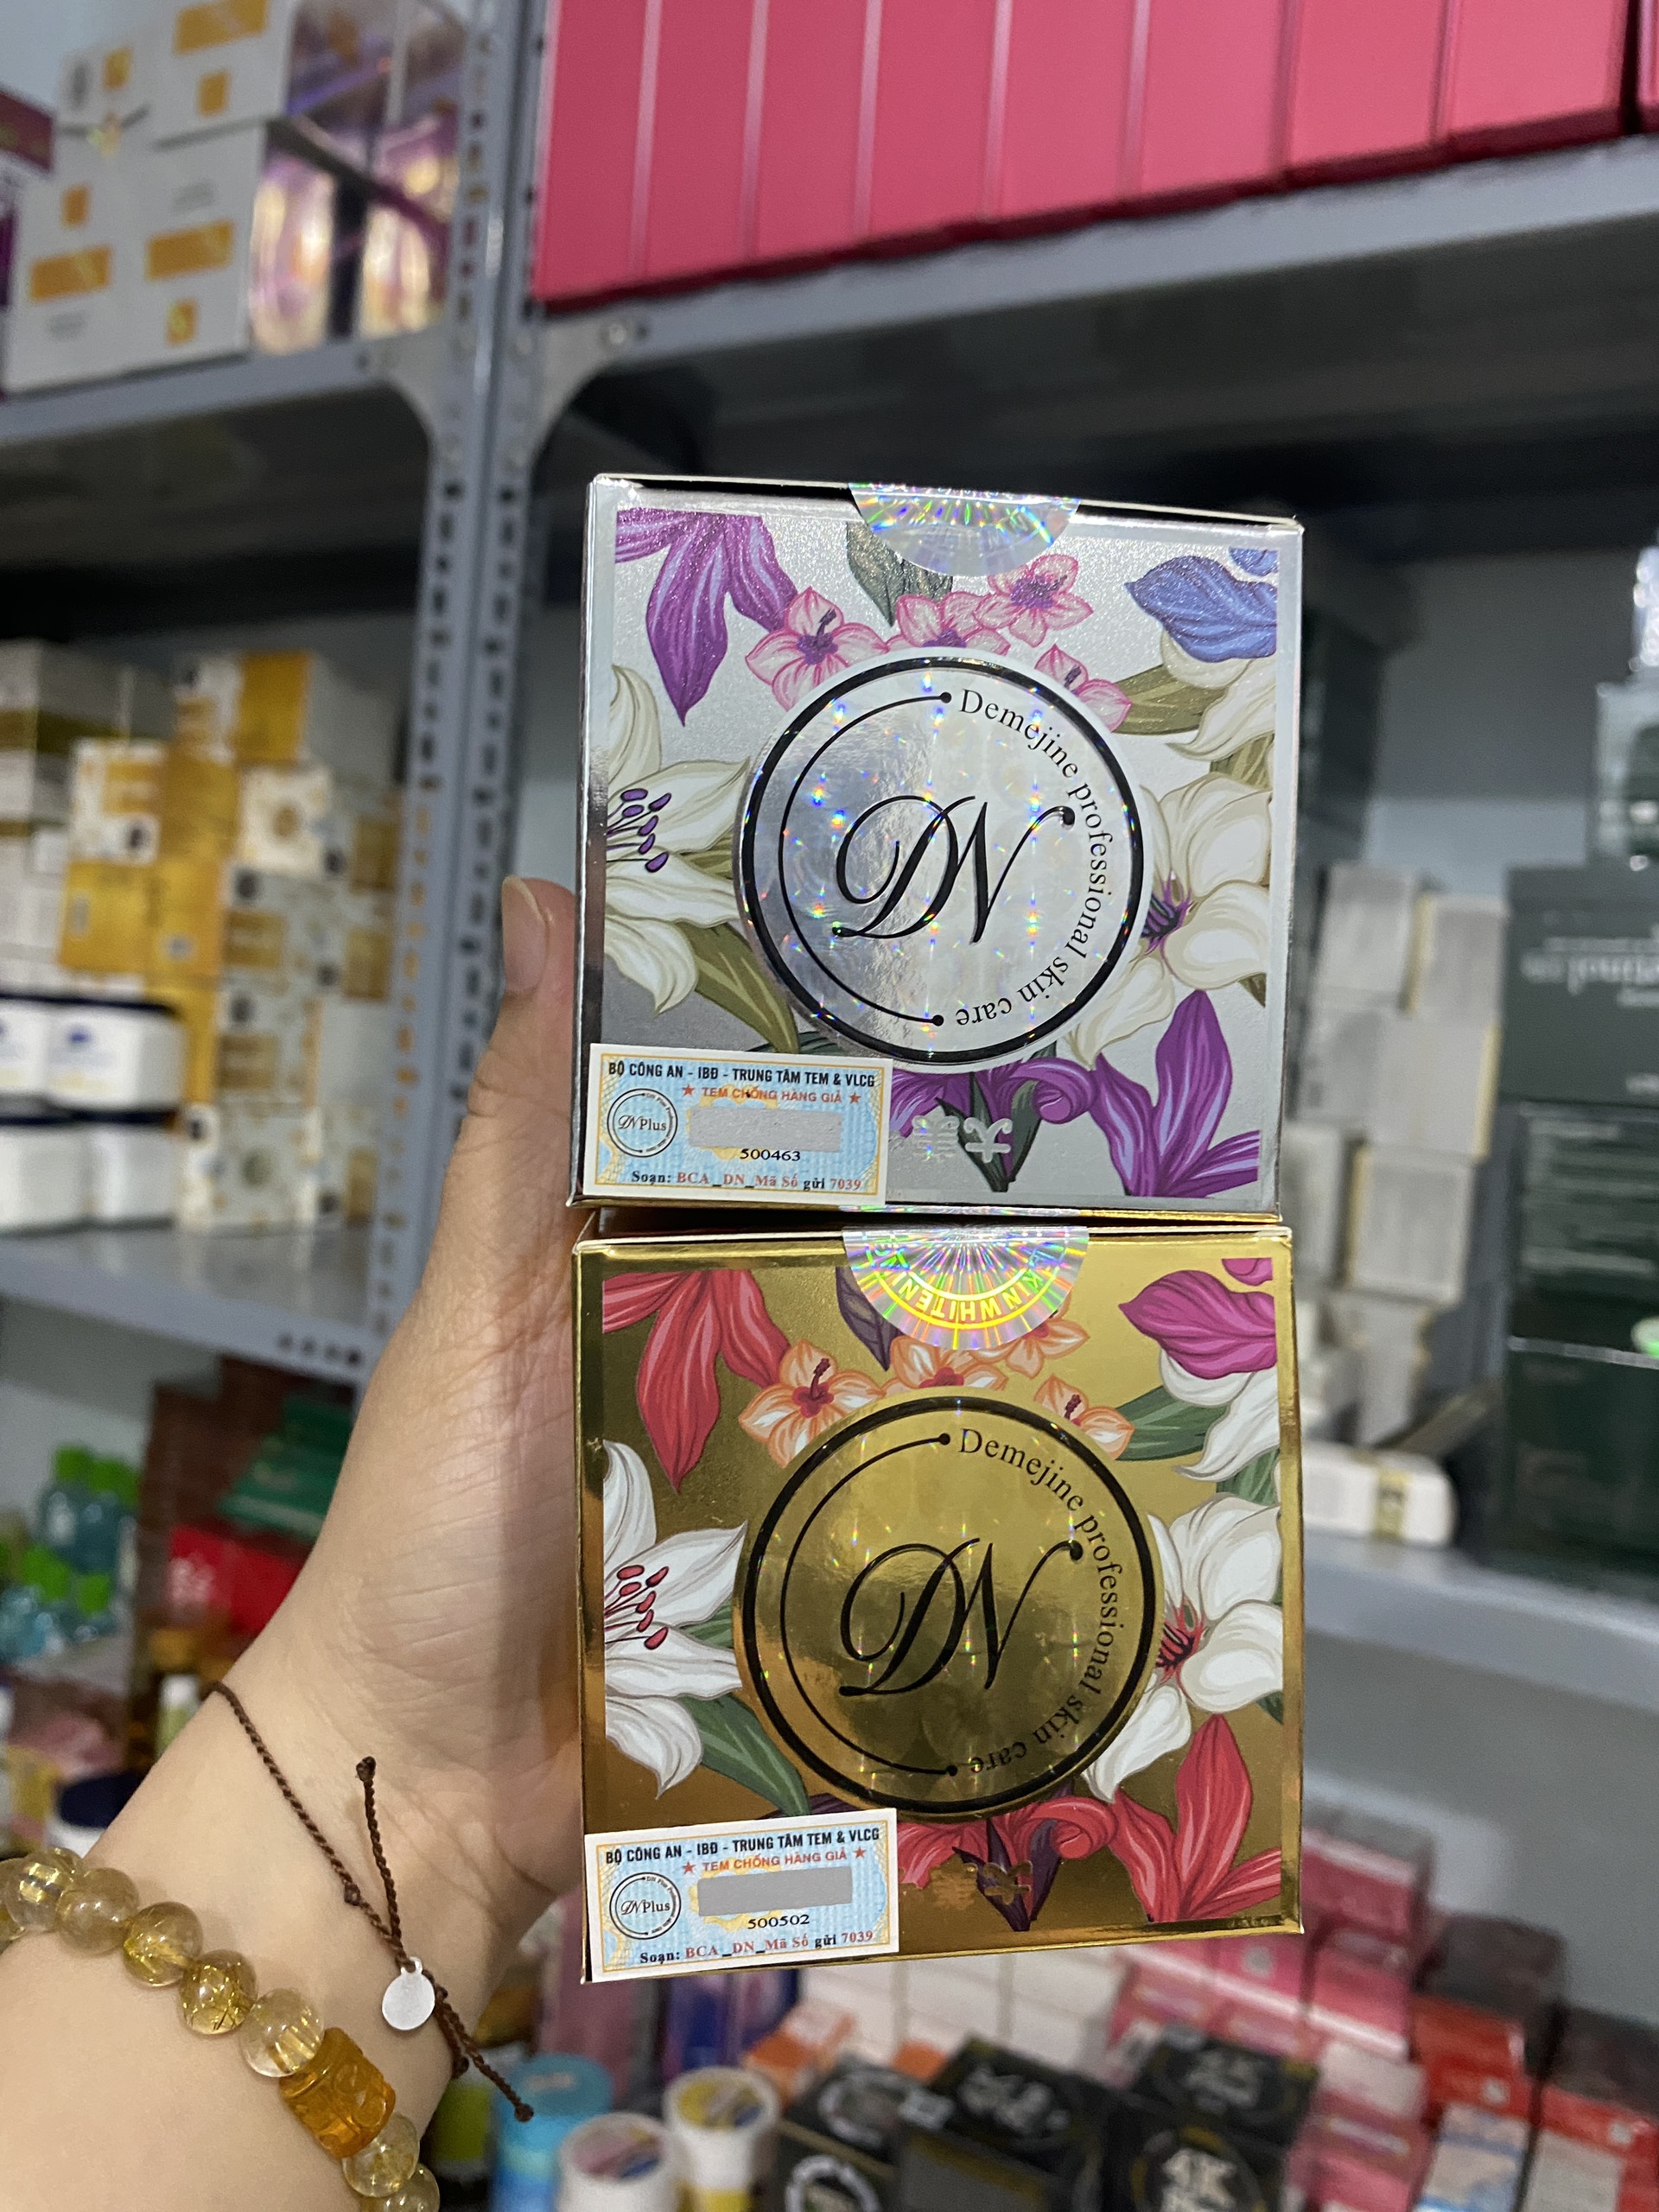 Demejine professional skin care
DN
BỘ CÔNG AN - IBĐ - TRUNG TÂM TEM & VLCG
★ TEM CHỐNG HÀNG GIẢ ★
DN Plus
500463
Soạn: BCA_DN_Mã Số gửi 7039
Demejine professional skin care
DN
BỘ CÔNG AN - IBĐ - TRUNG TÂM TEM & VLCG
★ TEM CHỐNG HÀNG GIẢ ★
DN Plus
500502
Soạn: BCA_DN_Mã Số gửi 7039
4K